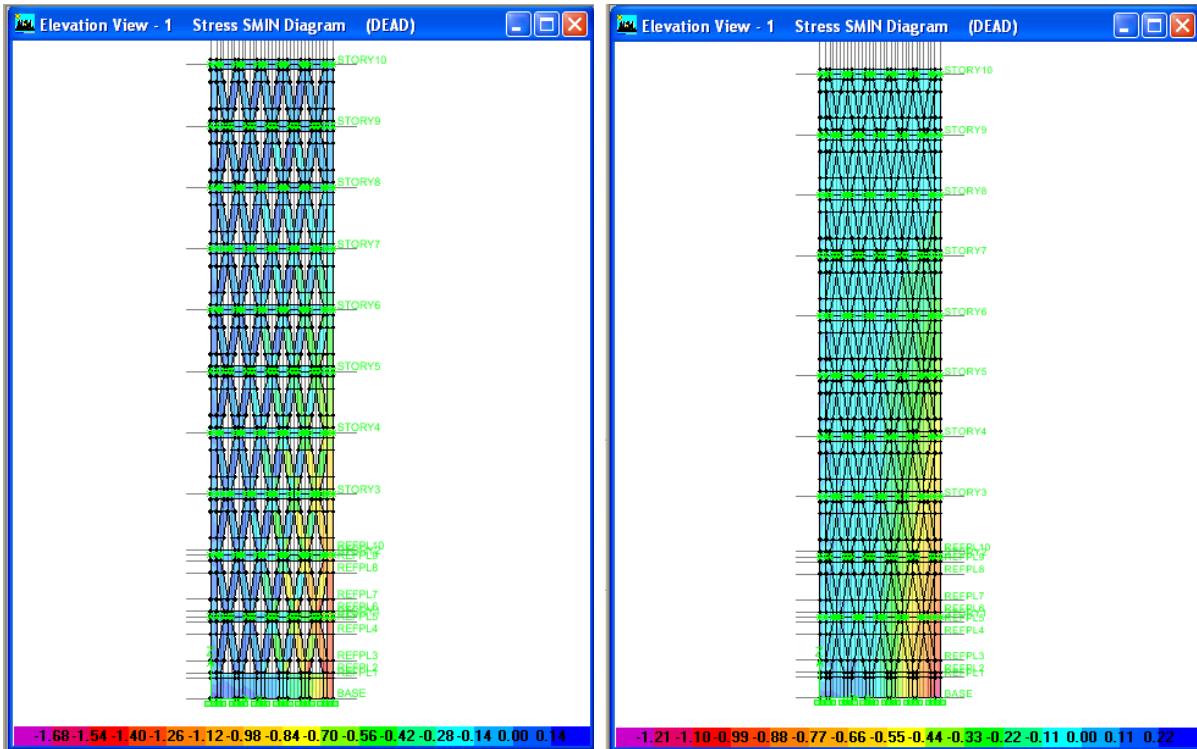 Elevation View - 1 Stress SMIN Diagram (DEAD)
STORY10
STORY9
STORY8
STORY7
STORY6
STORY5
STORY4
STORY3
REFPL10
REFPL9
REFPL8
REFPL7
REFPL6
REFPL5
REFPL4
REFPL3
REFPL2
REFPL1
BASE
-1.68 -1.54 -1.40 -1.26 -1.12 -0.98 -0.84 -0.70 -0.56 -0.42 -0.28 -0.14 0.00 0.14
Elevation View - 1 Stress SMIN Diagram (DEAD)
STORY10
STORY9
STORY8
STORY7
STORY6
STORY5
STORY4
STORY3
REFPL10
REFPL9
REFPL8
REFPL7
REFPL6
REFPL5
REFPL4
REFPL3
REFPL2
REFPL1
BASE
-1.21 -1.10 -0.99 -0.88 -0.77 -0.66 -0.55 -0.44 -0.33 -0.22 -0.11 0.00 0.11 0.22